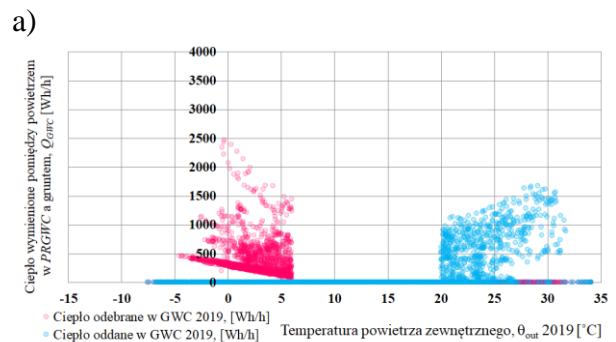 a)
Ciepło wymienione pomiędzy powietrzem
w PRGWC a gruntem, Q_GWC [Wh/h]
4000
3500
3000
2500
2000
1500
1000
500
0
-15 -10 -5 0 5 10 15 20 25 30 35
Ciepło odebrane w GWC 2019, [Wh/h]
Ciepło oddane w GWC 2019, [Wh/h]
Temperatura powietrza zewnętrznego, θout 2019 [˚C]